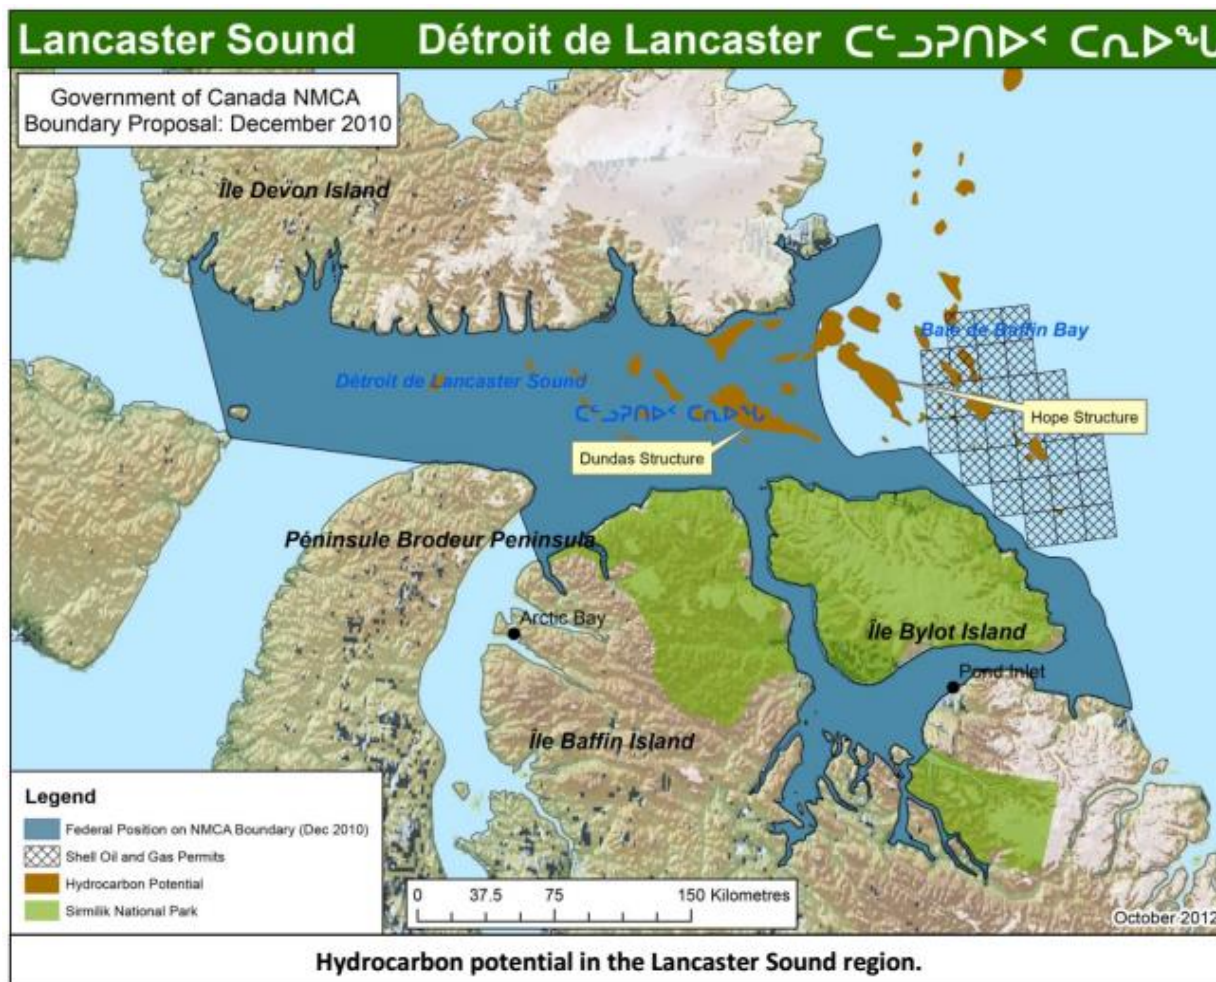 Lancaster Sound Détroit de Lancaster ᑕᓪᓗᕈᑎᐅᑉ ᑕᕆᐅᖓ
Government of Canada NMCA
Boundary Proposal: December 2010
Île Devon Island
Baie de Baffin Bay
Détroit de Lancaster Sound
Hope Structure
Dundas Structure
Péninsule Brodeur Peninsula
Arctic Bay
Île Bylot Island
Pond Inlet
Île Baffin Island
Legend
Federal Position on NMCA Boundary (Dec 2010)
Shell Oil and Gas Permits
Hydrocarbon Potential
Sirmilik National Park
0 37.5 75 150 Kilometres
October 2012
Hydrocarbon potential in the Lancaster Sound region.